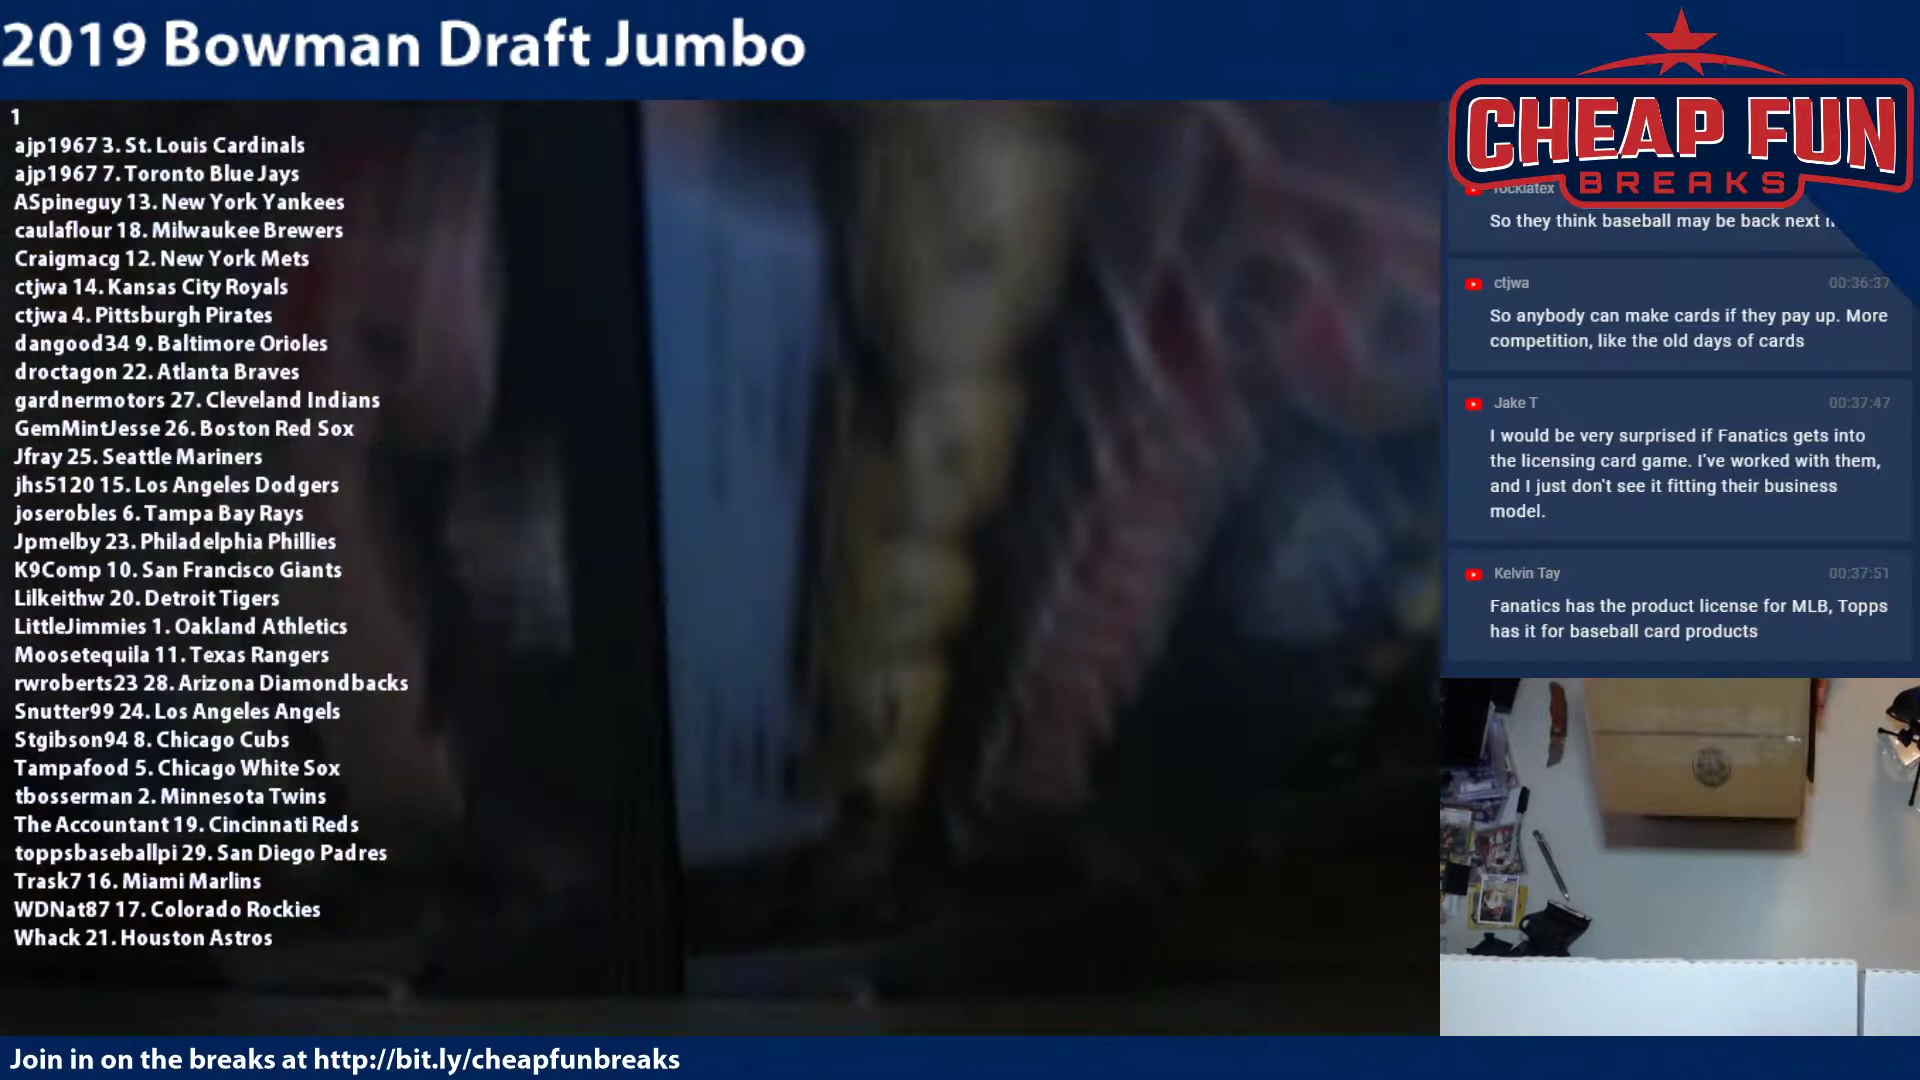 2019 Bowman Draft Jumbo
1
ajp1967 3. St. Louis Cardinals
ajp1967 7. Toronto Blue Jays
ASpineguy 13. New York Yankees
caulaflour 18. Milwaukee Brewers
Craigmacg 12. New York Mets
ctjwa 14. Kansas City Royals
ctjwa 4. Pittsburgh Pirates
dangood34 9. Baltimore Orioles
droctagon 22. Atlanta Braves
gardnermotors 27. Cleveland Indians
GemMintJesse 26. Boston Red Sox
Jfray 25. Seattle Mariners
jhs5120 15. Los Angeles Dodgers
joserobles 6. Tampa Bay Rays
Jpmelby 23. Philadelphia Phillies
K9Comp 10. San Francisco Giants
Lilkeithw 20. Detroit Tigers
LittleJimmies 1. Oakland Athletics
Moosetequila 11. Texas Rangers
rwroberts23 28. Arizona Diamondbacks
Snutter99 24. Los Angeles Angels
Stgibson94 8. Chicago Cubs
Tampafood 5. Chicago White Sox
tbosserman 2. Minnesota Twins
The Accountant 19. Cincinnati Reds
toppsbaseballpi 29. San Diego Padres
Trask7 16. Miami Marlins
WDNat87 17. Colorado Rockies
Whack 21. Houston Astros
CHEAP FUN
BREAKS
rocklatex
So they think baseball may be back next
ctjwa 00:36:37
So anybody can make cards if they pay up. More
competition, like the old days of cards
Jake T 00:37:47
I would be very surprised if Fanatics gets into
the licensing card game. I've worked with them,
and I just don't see it fitting their business
model.
Kelvin Tay 00:37:51
Fanatics has the product license for MLB, Topps
has it for baseball card products
Join in on the breaks at http://bit.ly/cheapfunbreaks